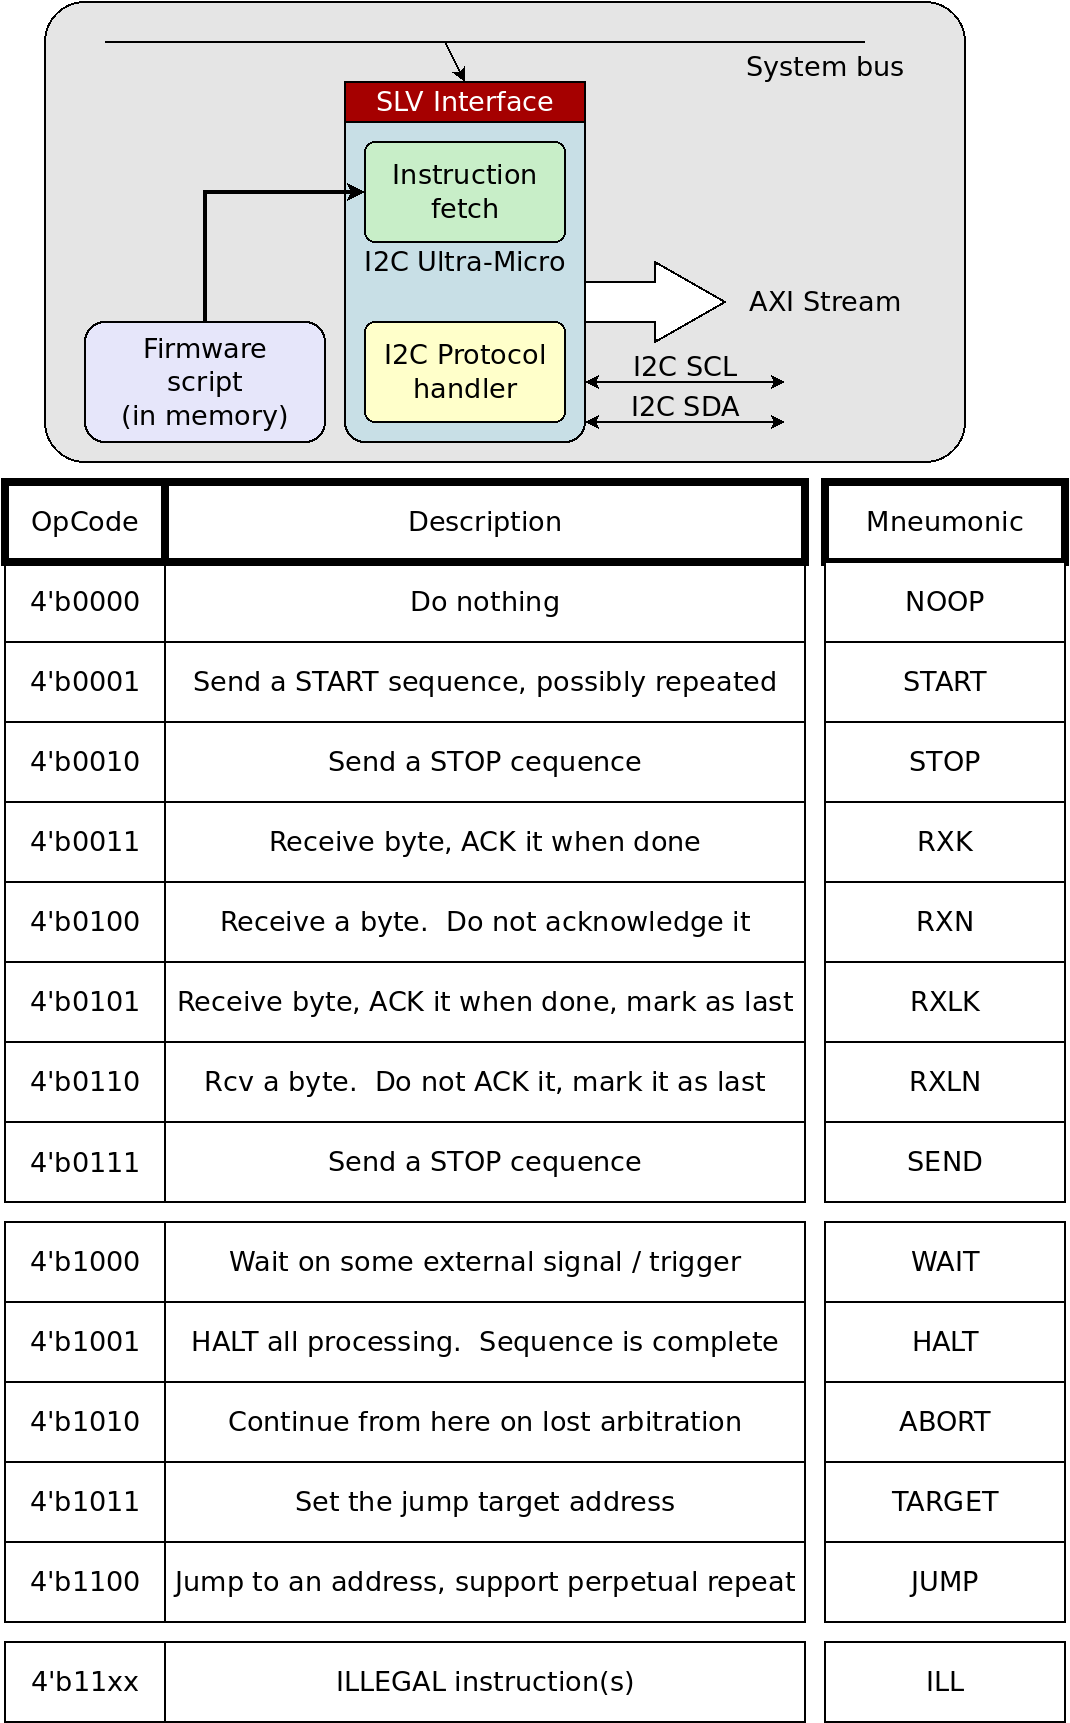 System bus
SLV Interface
Instruction
fetch
I2C Ultra-Micro
AXI Stream
Firmware
script
(in memory)
I2C Protocol
handler
I2C SCL
I2C SDA
OpCode Description Mneumonic
4'b0000 Do nothing NOOP
4'b0001 Send a START sequence, possibly repeated START
4'b0010 Send a STOP cequence STOP
4'b0011 Receive byte, ACK it when done RXK
4'b0100 Receive a byte.  Do not acknowledge it RXN
4'b0101 Receive byte, ACK it when done, mark as last RXLK
4'b0110 Rcv a byte.  Do not ACK it, mark it as last RXLN
4'b0111 Send a STOP cequence SEND
4'b1000 Wait on some external signal / trigger WAIT
4'b1001 HALT all processing.  Sequence is complete HALT
4'b1010 Continue from here on lost arbitration ABORT
4'b1011 Set the jump target address TARGET
4'b1100 Jump to an address, support perpetual repeat JUMP
4'b11xx ILLEGAL instruction(s) ILL